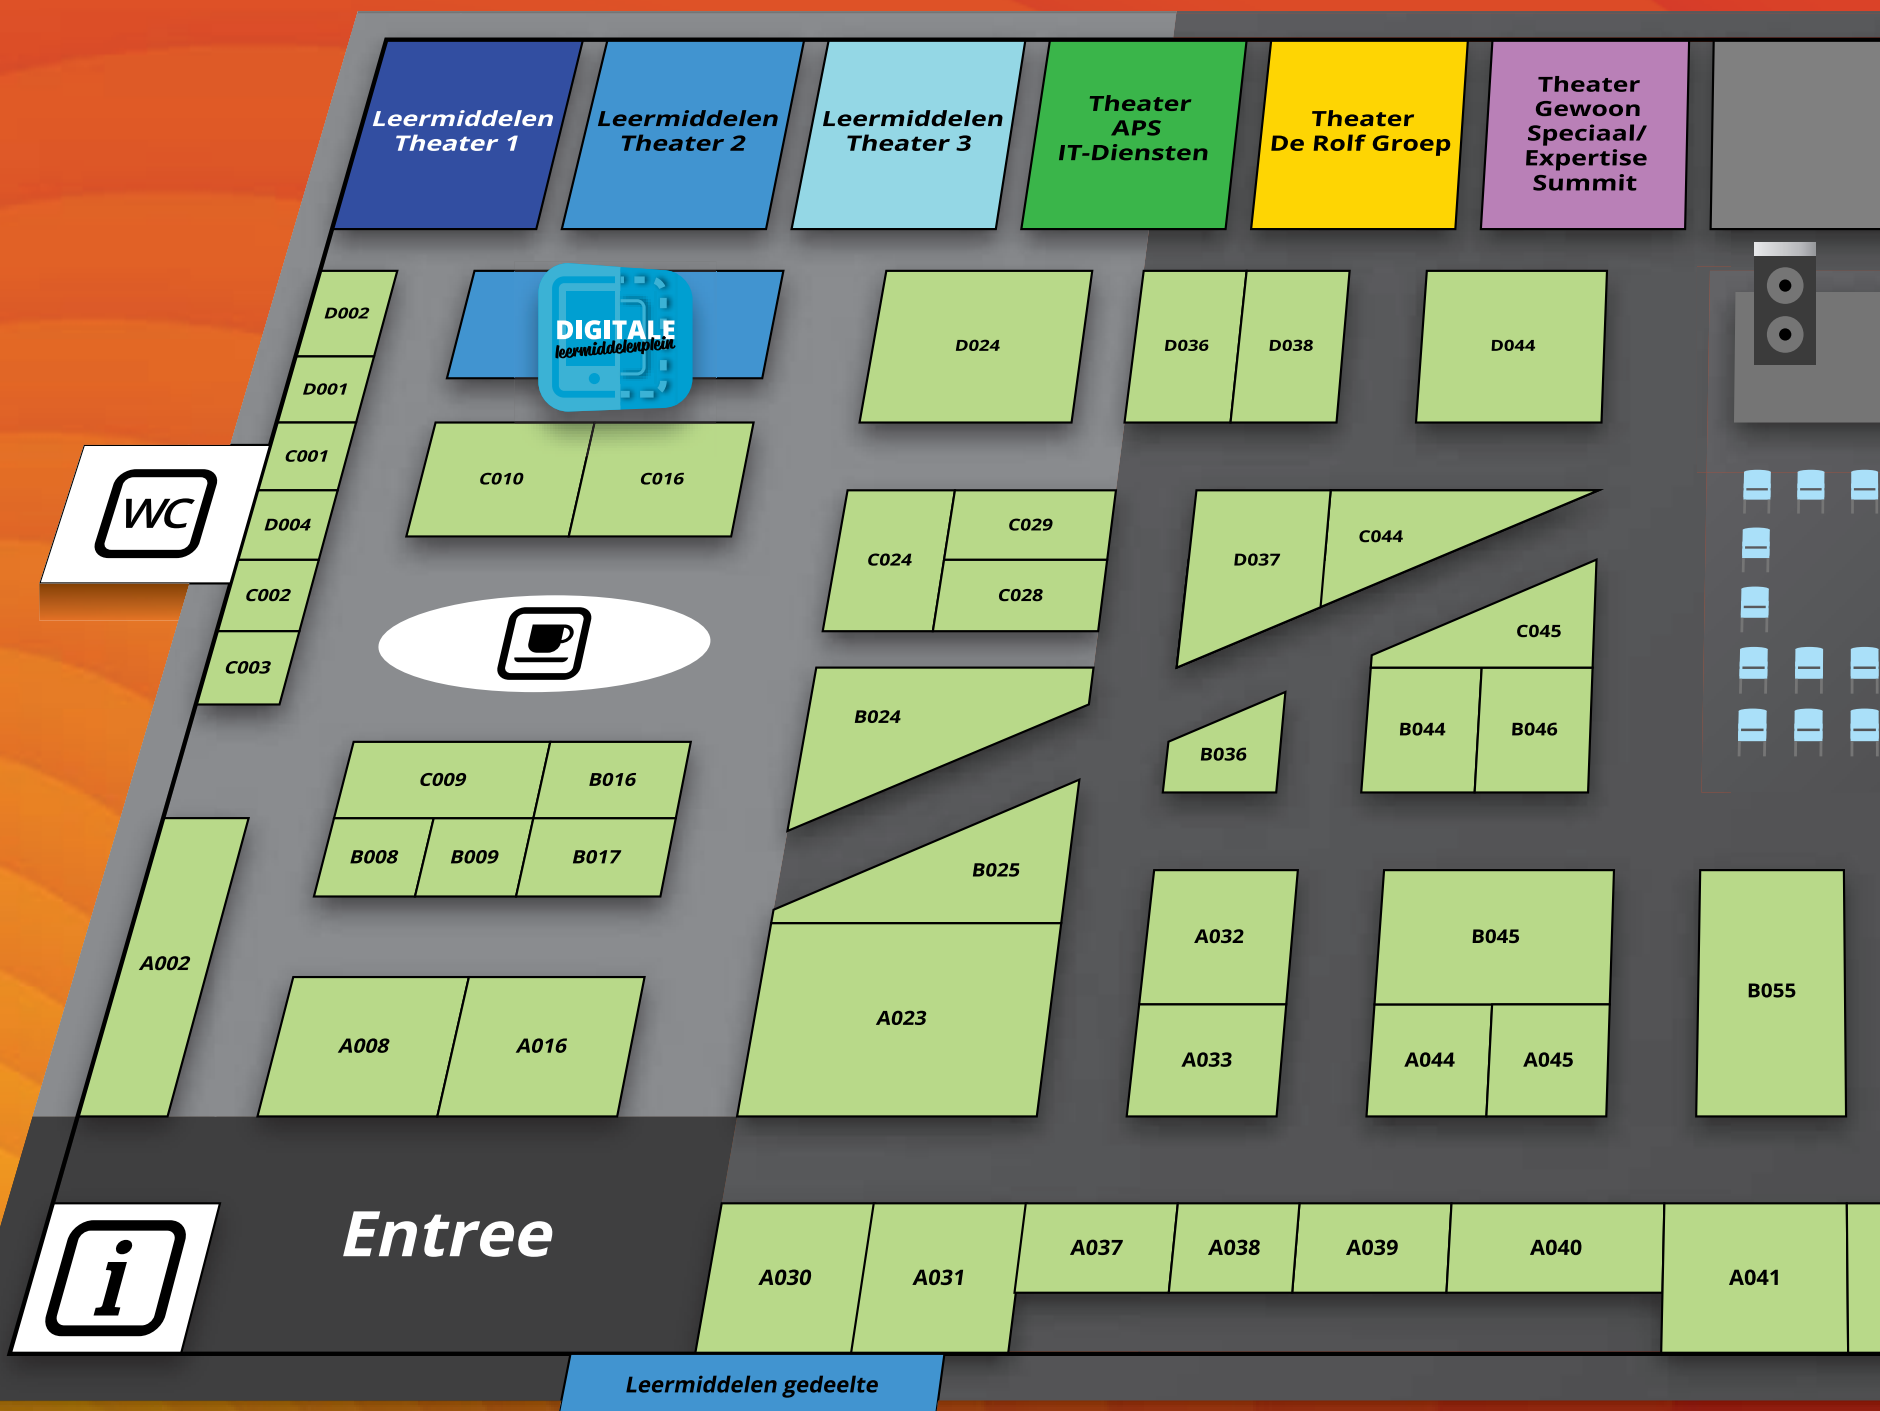 Leermiddelen
Theater 1
Leermiddelen
Theater 2
Leermiddelen
Theater 3
Theater
APS
IT-Diensten
Theater
De Rolf Groep
Theater
Gewoon
Speciaal/
Expertise
Summit
D002
D001
C001
D004
C002
C003
WC
DIGITALE
leermiddelenplein
D024
D036
D038
D044
C010
C016
C024
C029
C028
D037
C044
C045
B024
B036
B044
B046
C009
B016
B008
B009
B017
B025
A002
A008
A016
A023
A032
A033
B045
A044
A045
B055
i
Entree
A030
A031
A037
A038
A039
A040
A041
Leermiddelen gedeelte